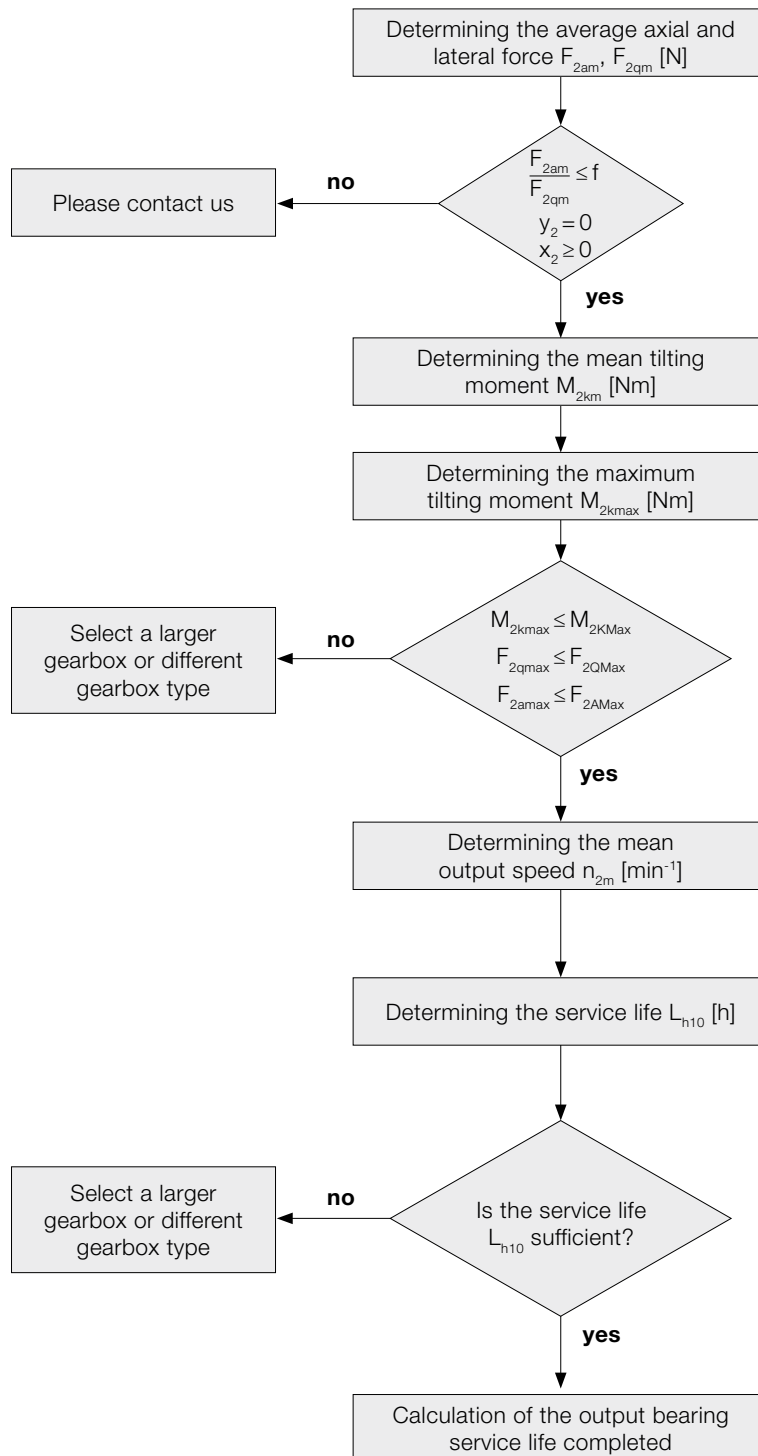 Determining the average axial and
lateral force F₂ₐₘ, F₂qm [N]
F₂ₐₘ
F₂qm
≤ f
y₂ = 0
x₂ ≥ 0
no
Please contact us
yes
Determining the mean tilting
moment M₂ₖₘ [Nm]
Determining the maximum
tilting moment M₂ₖₘₐₓ [Nm]
M₂ₖₘₐₓ ≤ M₂KMax
F₂qmax ≤ F₂QMax
F₂ₐₘₐₓ ≤ F₂AMax
no
Select a larger
gearbox or different
gearbox type
yes
Determining the mean
output speed n₂ₘ [min⁻¹]
Determining the service life Lₕ₁₀ [h]
Is the service life
Lₕ₁₀ sufficient?
no
Select a larger
gearbox or different
gearbox type
yes
Calculation of the output bearing
service life completed